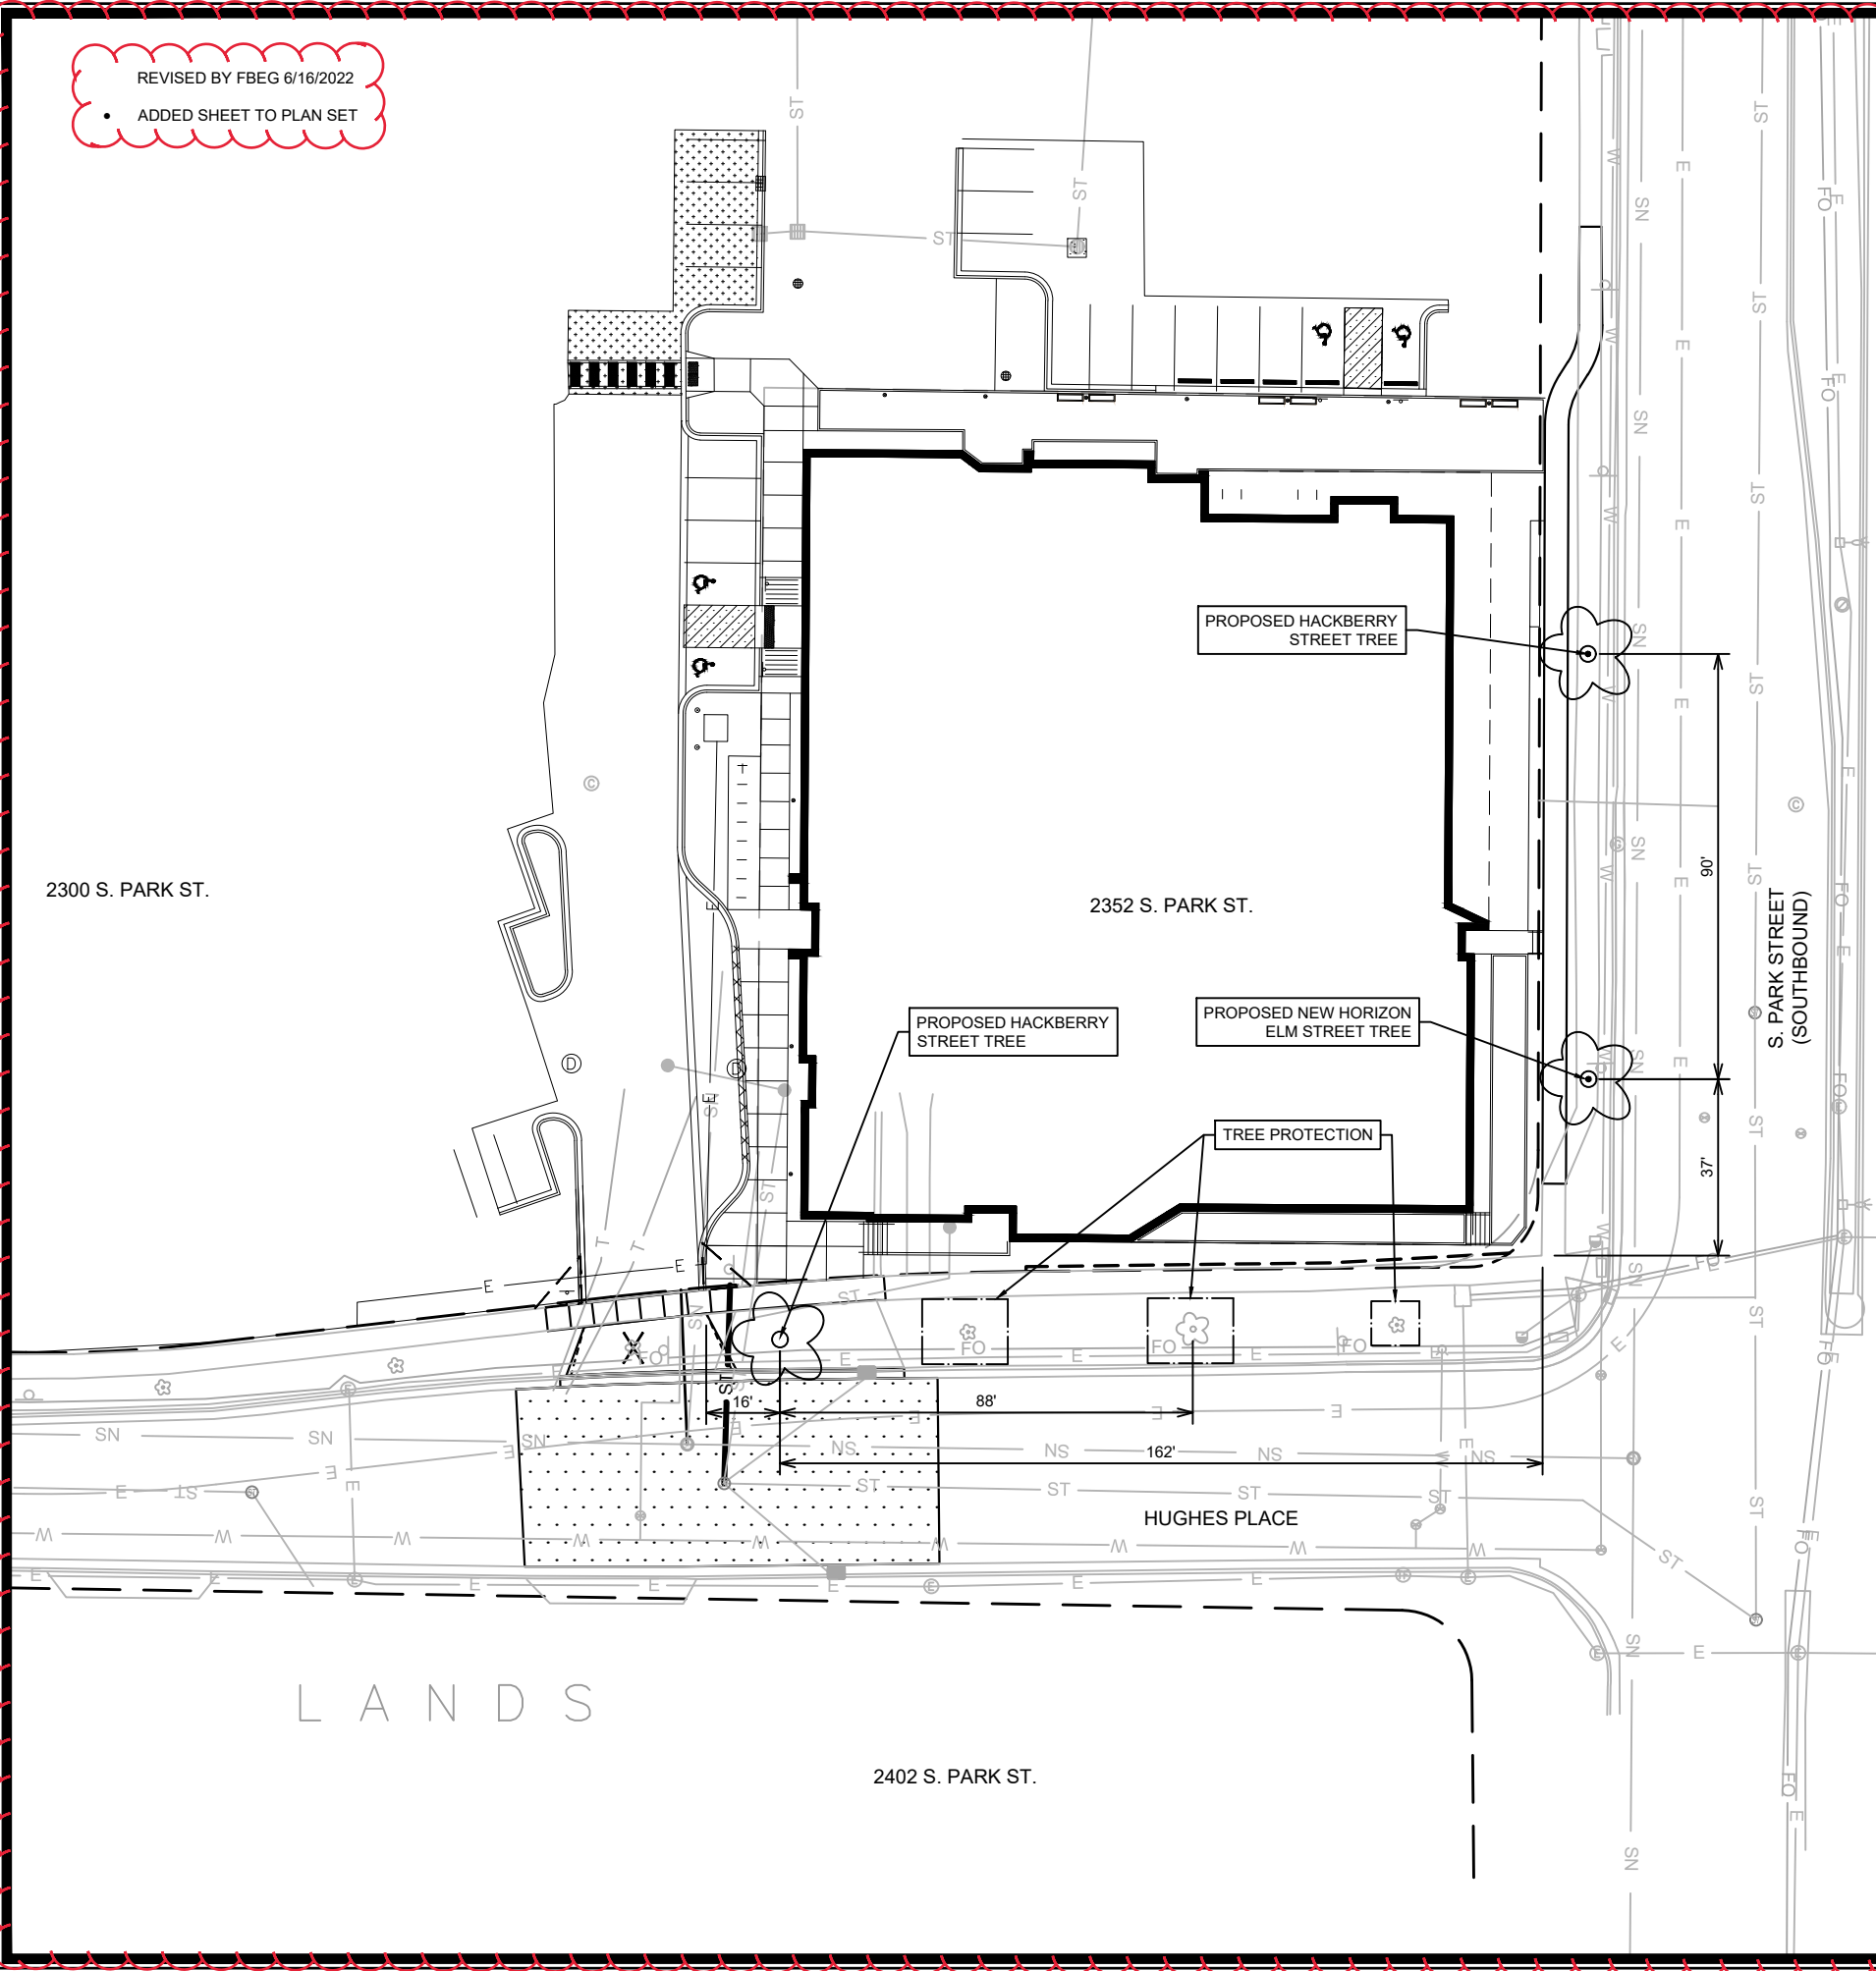 REVISED BY FBEG 6/16/2022
• ADDED SHEET TO PLAN SET
PROPOSED HACKBERRY
STREET TREE
2300 S. PARK ST.
2352 S. PARK ST.
90'
S. PARK STREET
(SOUTHBOUND)
PROPOSED HACKBERRY
STREET TREE
PROPOSED NEW HORIZON
ELM STREET TREE
TREE PROTECTION
37'
16'
88'
162'
HUGHES PLACE
LANDS
2402 S. PARK ST.